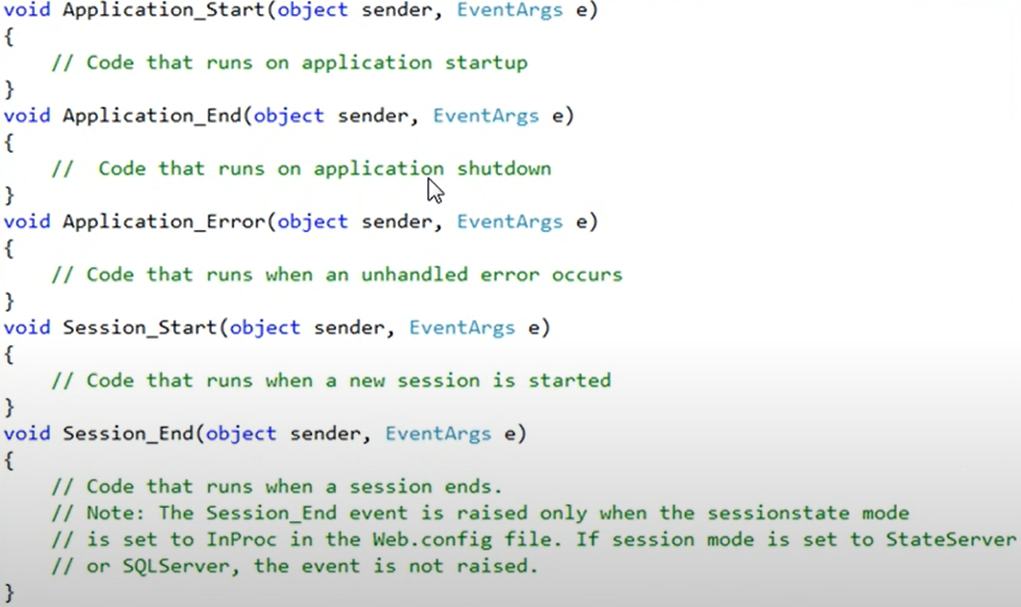 void Application_Start(object sender, EventArgs e)
{
    // Code that runs on application startup
}
void Application_End(object sender, EventArgs e)
{
    //  Code that runs on application shutdown
}
void Application_Error(object sender, EventArgs e)
{
    // Code that runs when an unhandled error occurs
}
void Session_Start(object sender, EventArgs e)
{
    // Code that runs when a new session is started
}
void Session_End(object sender, EventArgs e)
{
    // Code that runs when a session ends.
    // Note: The Session_End event is raised only when the sessionstate mode
    // is set to InProc in the Web.config file. If session mode is set to StateServer
    // or SQLServer, the event is not raised.
}